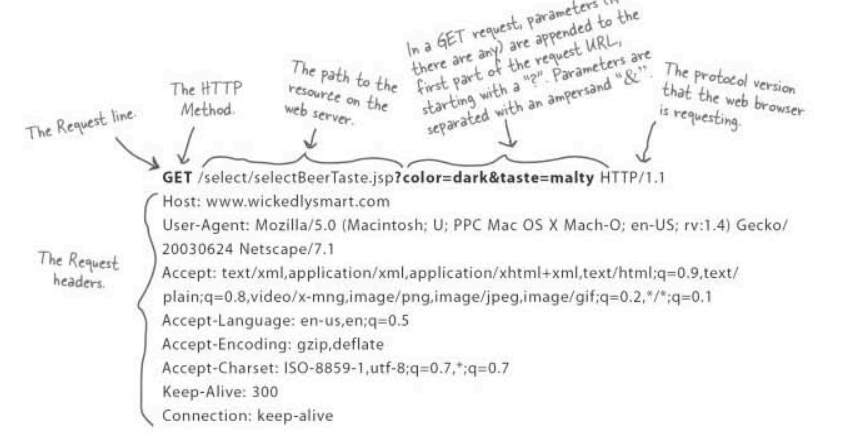 In a GET request, parameters
there are any) are appended to the
first part of the request URL,
starting with a "?". Parameters are
separated with an ampersand "&".
The path to the
resource on the
web server.
The HTTP
Method.
The protocol version
that the web browser
is requesting.
The Request line.
GET /select/selectBeerTaste.jsp?color=dark&taste=malty HTTP/1.1
Host: www.wickedlysmart.com
User-Agent: Mozilla/5.0 (Macintosh; U; PPC Mac OS X Mach-O; en-US; rv:1.4) Gecko/
20030624 Netscape/7.1
The Request
headers.
Accept: text/xml,application/xml,application/xhtml+xml,text/html;q=0.9,text/
plain;q=0.8,video/x-mng,image/png,image/jpeg,image/gif;q=0.2,*/*;q=0.1
Accept-Language: en-us,en;q=0.5
Accept-Encoding: gzip,deflate
Accept-Charset: ISO-8859-1,utf-8;q=0.7,*;q=0.7
Keep-Alive: 300
Connection: keep-alive